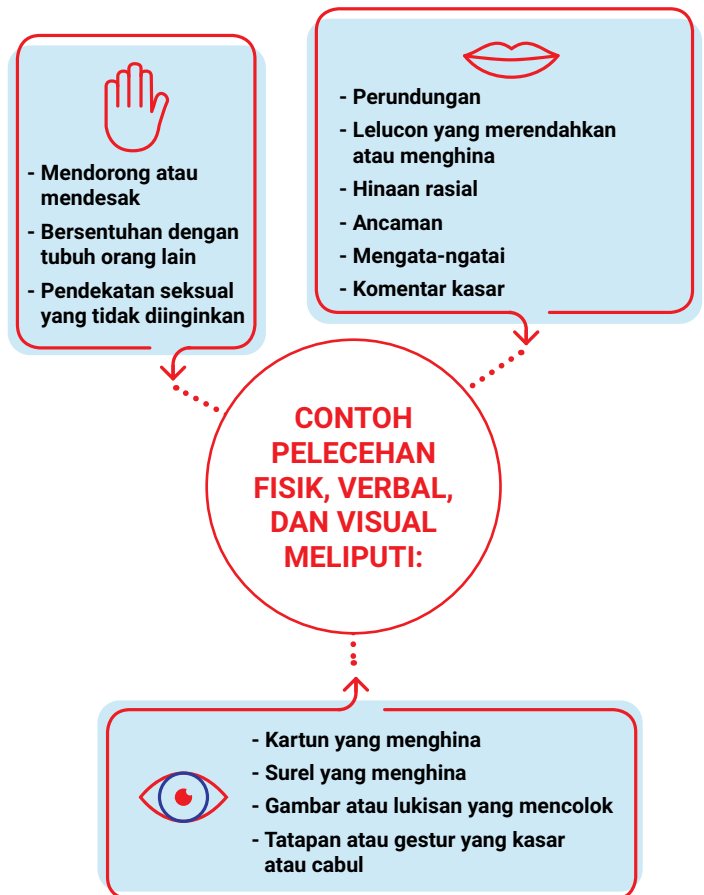 - Mendorong atau
mendesak
- Bersentuhan dengan
tubuh orang lain
- Pendekatan seksual
yang tidak diinginkan
- Perundungan
- Lelucon yang merendahkan
atau menghina
- Hinaan rasial
- Ancaman
- Mengata-ngatai
- Komentar kasar
CONTOH
PELECEHAN
FISIK, VERBAL,
DAN VISUAL
MELIPUTI:
- Kartun yang menghina
- Surel yang menghina
- Gambar atau lukisan yang mencolok
- Tatapan atau gestur yang kasar
atau cabul